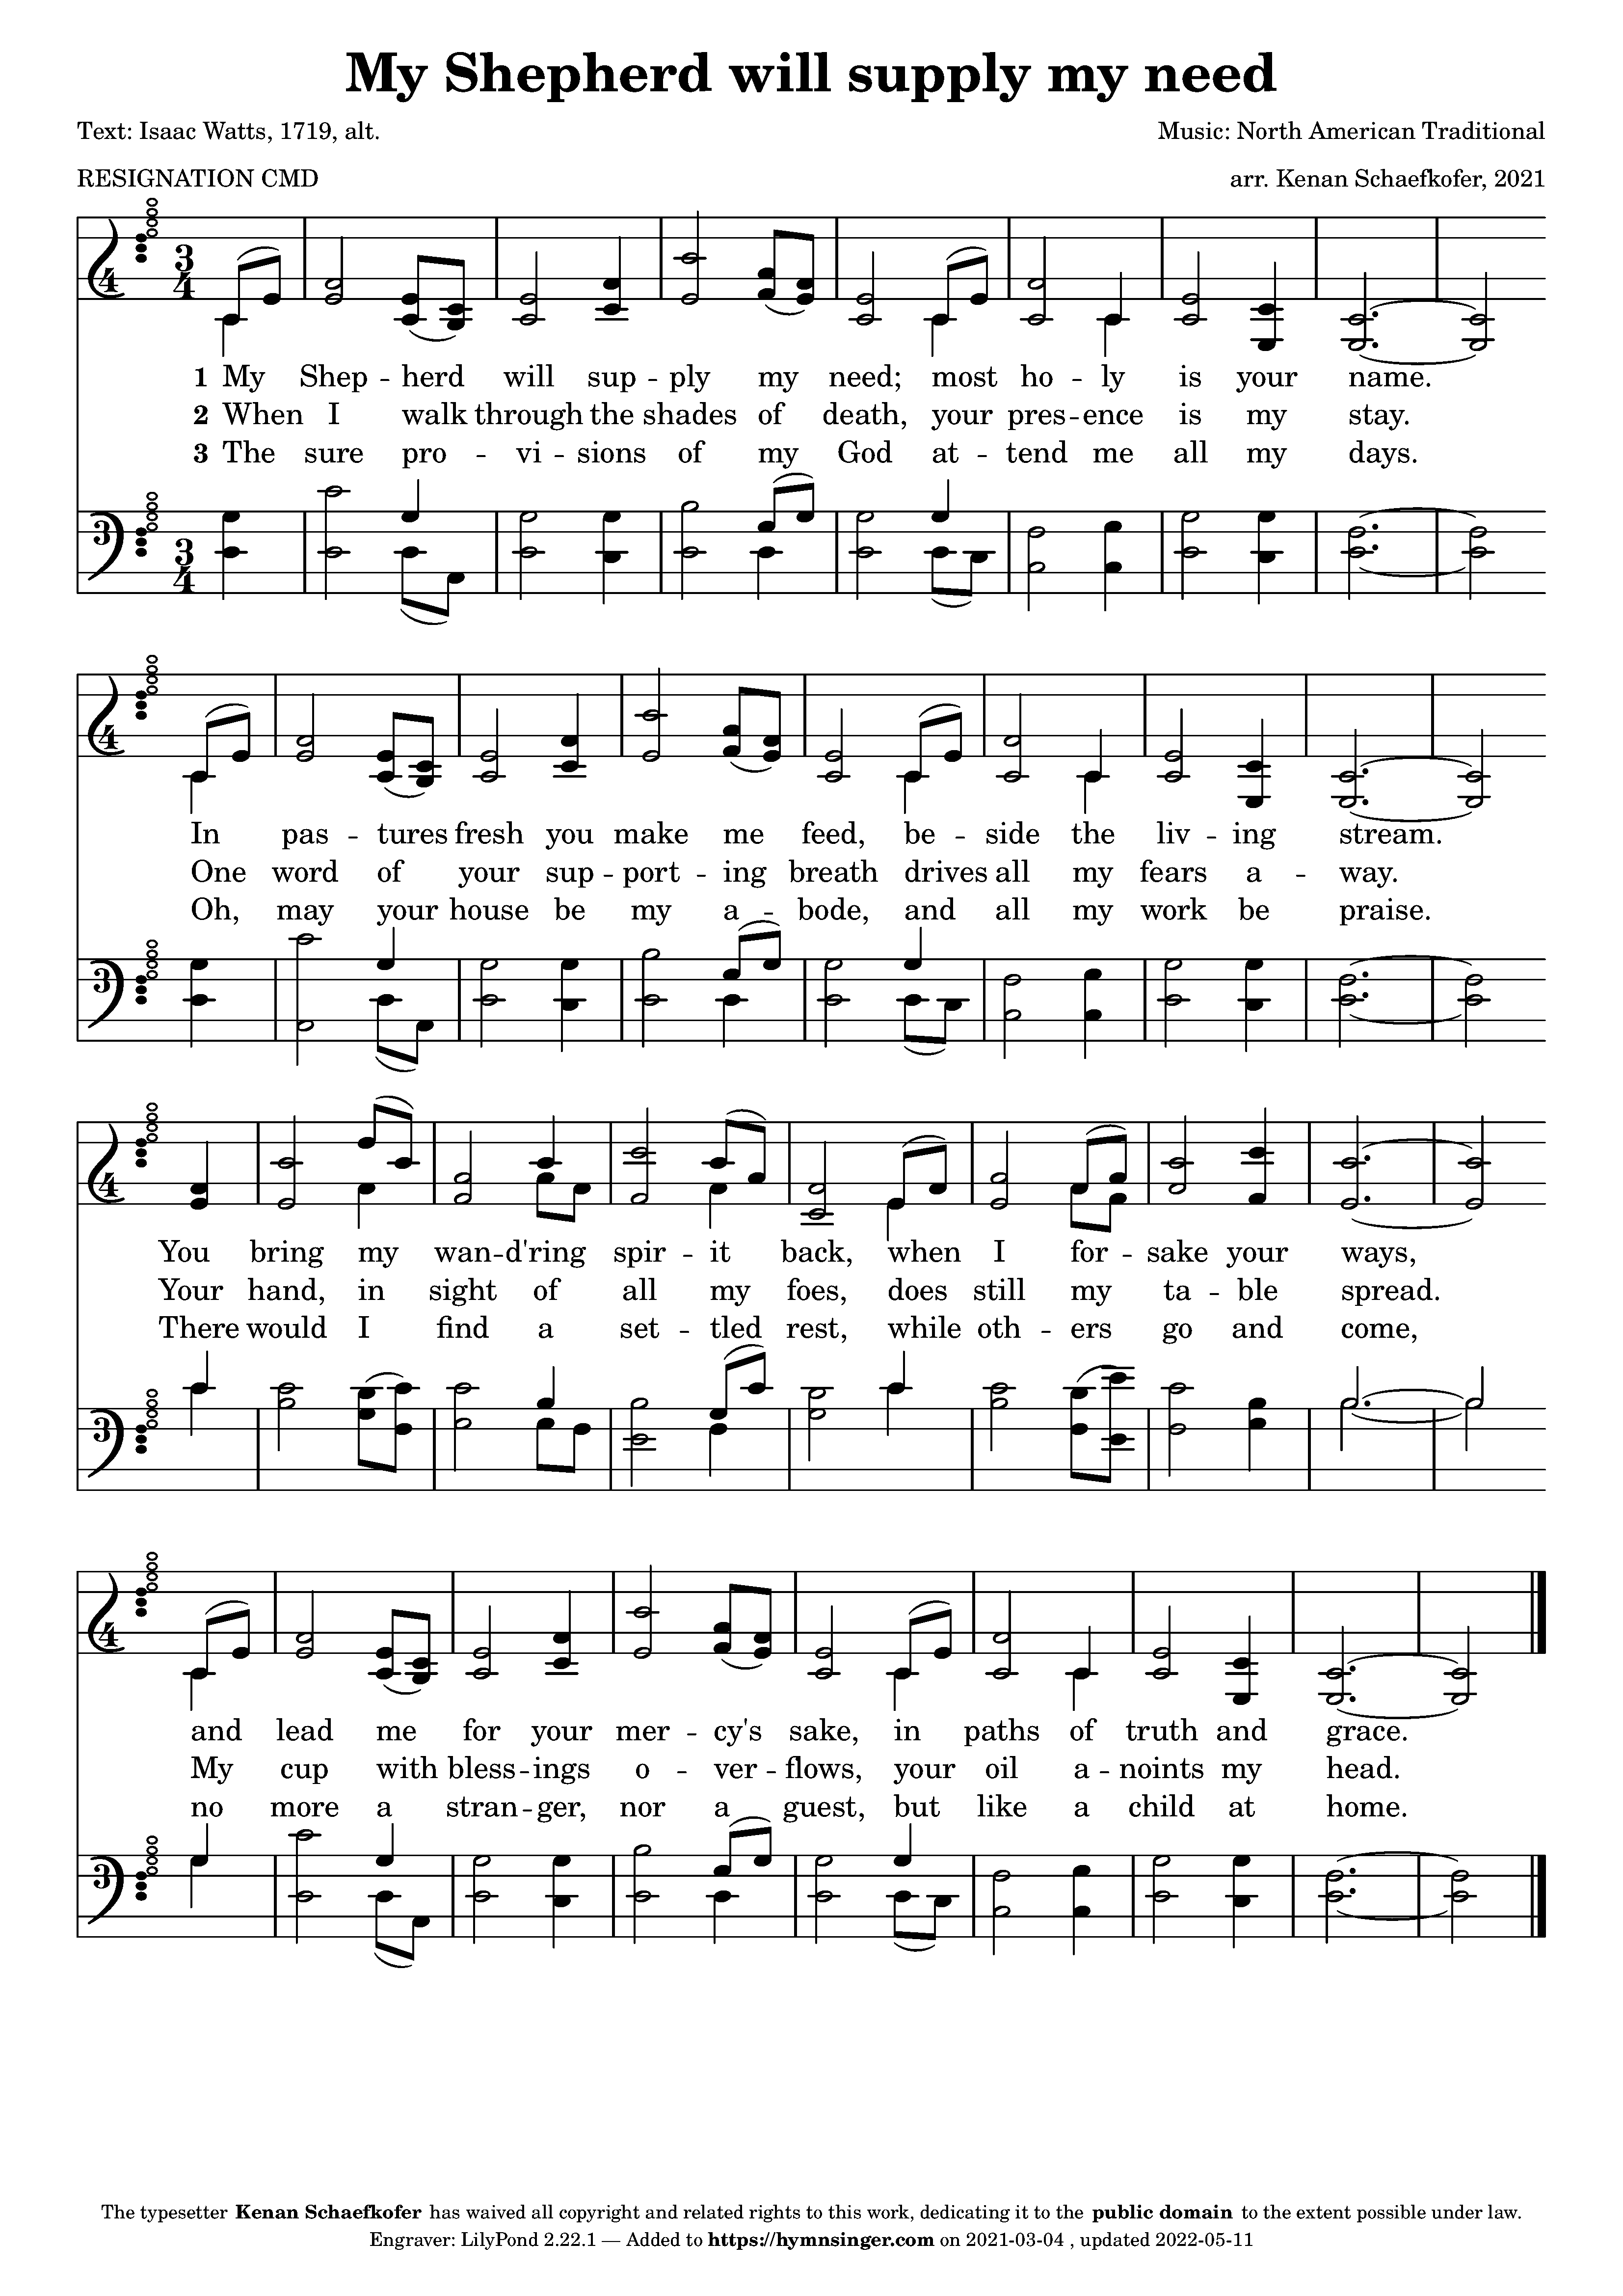 My Shepherd will supply my need
Text: Isaac Watts, 1719, alt.
Music: North American Traditional
RESIGNATION CMD
arr. Kenan Schaefkofer, 2021
4 3 4
1 My Shep - herd will sup - ply my need; most ho - ly is your name.
2 When I walk through the shades of death, your pres - ence is my stay.
3 The sure pro - vi - sions of my God at - tend me all my days.
3 3 4
4
In pas - tures fresh you make me feed, be - side the liv - ing stream.
One word of your sup - port - ing breath drives all my fears a - way.
Oh, may your house be my a - bode, and all my work be praise.
3
4
You bring my wan - d'ring spir - it back, when I for - sake your ways,
Your hand, in sight of all my foes, does still my ta - ble spread.
There would I find a set - tled rest, while oth - ers go and come,
3
4
and lead me for your mer - cy's sake, in paths of truth and grace.
My cup with bless - ings o - ver - flows, your oil a - noints my head.
no more a stran - ger, nor a guest, but like a child at home.
3
The typesetter Kenan Schaefkofer has waived all copyright and related rights to this work, dedicating it to the public domain to the extent possible under law.
Engraver: LilyPond 2.22.1 — Added to https://hymnsinger.com on 2021-03-04 , updated 2022-05-11